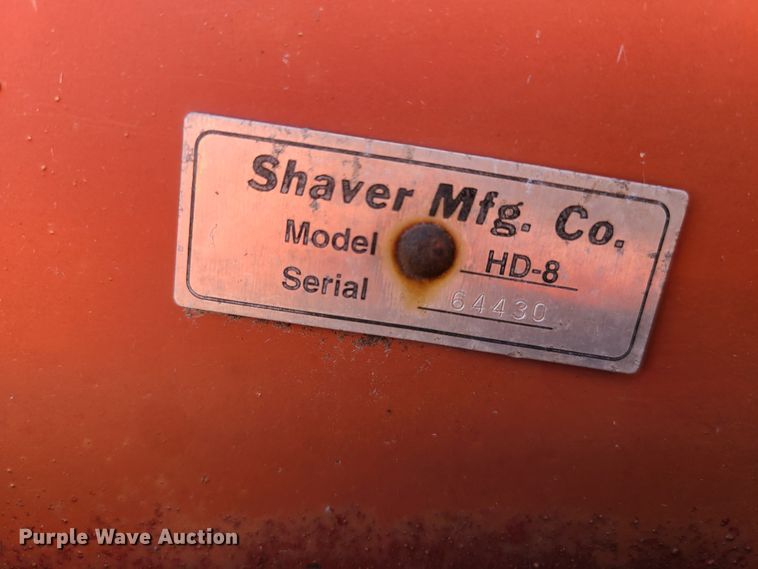 Shaver Mfg. Co.
Model HD-8
Serial 64430
Purple Wave Auction